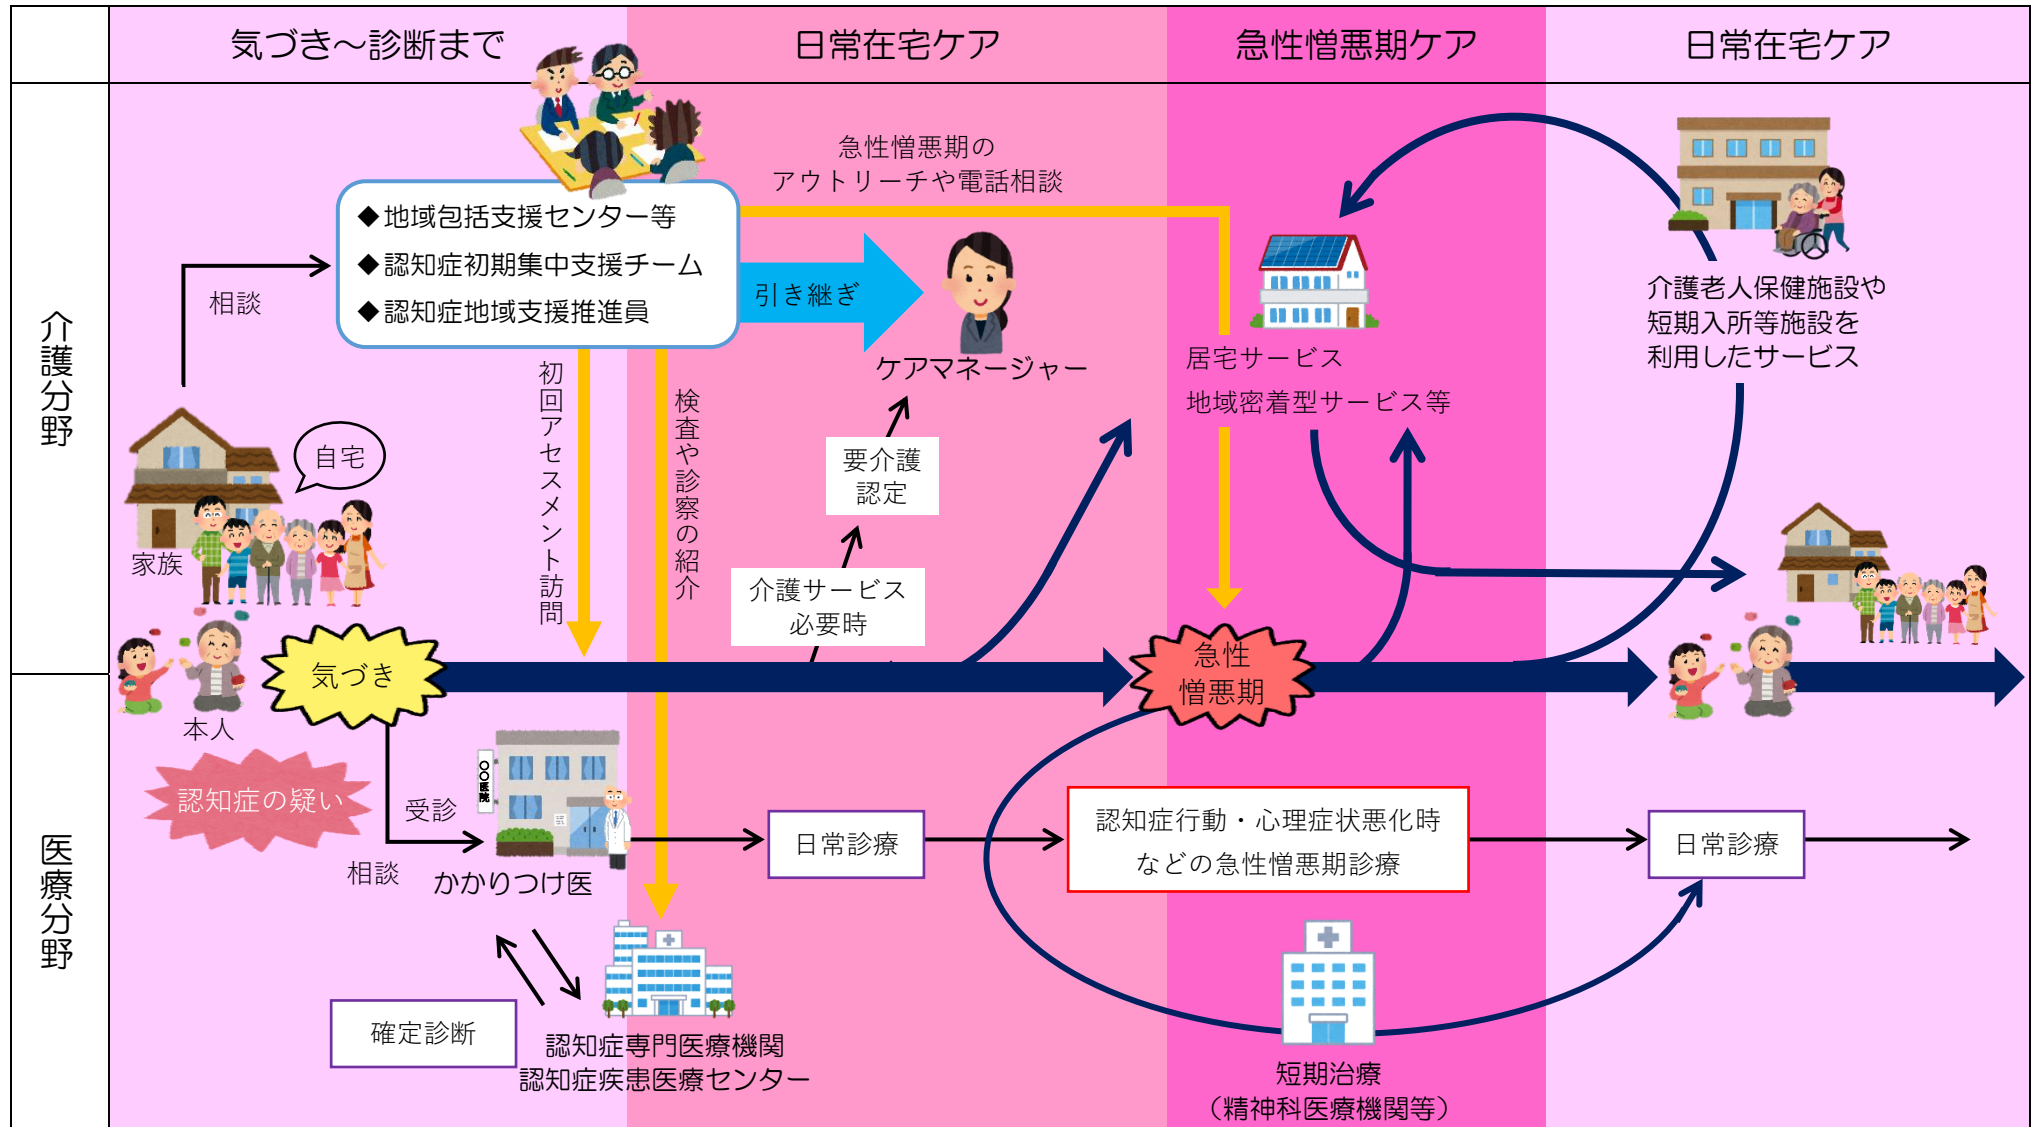 気づき～診断まで
日常在宅ケア
急性憎悪期ケア
日常在宅ケア
介護分野
医療分野
◆地域包括支援センター等
◆認知症初期集中支援チーム
◆認知症地域支援推進員
相談
自宅
家族
本人
気づき
認知症の疑い
受診
相談
〇〇医院
かかりつけ医
確定診断
認知症専門医療機関
認知症疾患医療センター
初回アセスメント訪問
検査や診察の紹介
急性憎悪期の
アウトリーチや電話相談
引き継ぎ
ケアマネージャー
要介護
認定
介護サービス
必要時
日常診療
居宅サービス
地域密着型サービス等
急性
憎悪期
認知症行動・心理症状悪化時
などの急性憎悪期診療
短期治療
（精神科医療機関等）
介護老人保健施設や
短期入所等施設を
利用したサービス
日常診療